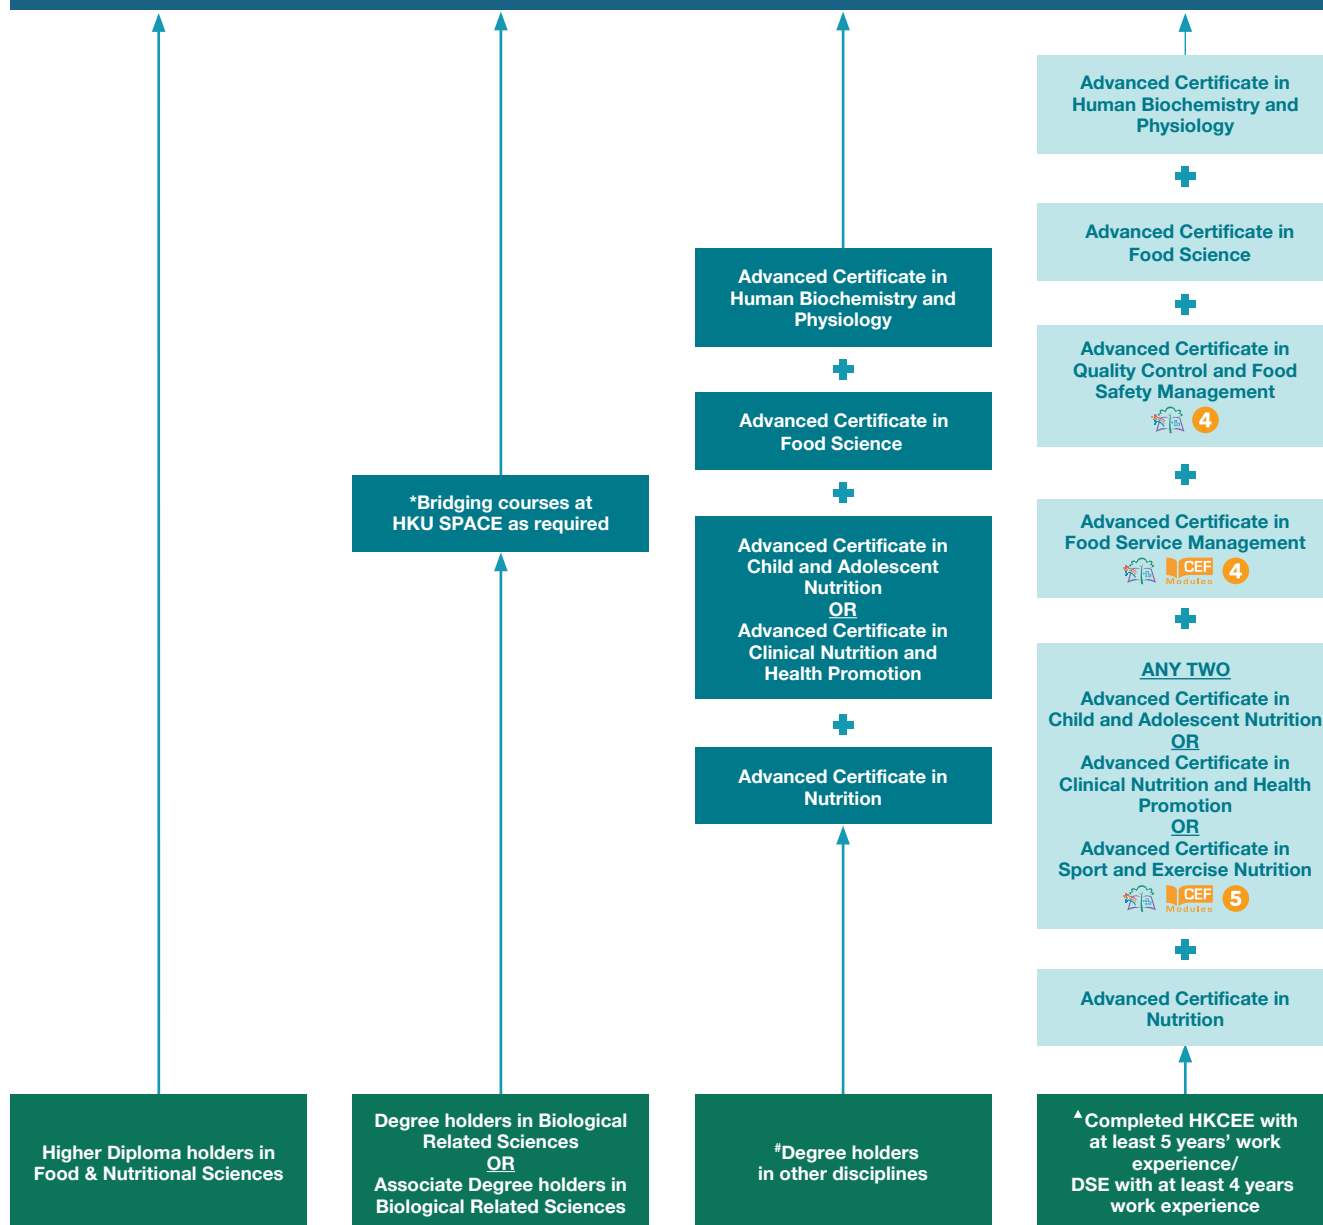 Advanced Certificate in
Human Biochemistry and
Physiology
Advanced Certificate in
Food Science
Advanced Certificate in
Human Biochemistry and
Physiology
Advanced Certificate in
Quality Control and Food
Safety Management
4
Advanced Certificate in
Food Science
*Bridging courses at
HKU SPACE as required
Advanced Certificate in
Food Service Management
CEF
Modules
4
Advanced Certificate in
Child and Adolescent
Nutrition
OR
Advanced Certificate in
Clinical Nutrition and
Health Promotion
ANY TWO
Advanced Certificate in
Child and Adolescent Nutrition
OR
Advanced Certificate in
Clinical Nutrition and Health
Promotion
OR
Advanced Certificate in
Sport and Exercise Nutrition
CEF
Modules
5
Advanced Certificate in
Nutrition
Advanced Certificate in
Nutrition
Higher Diploma holders in
Food & Nutritional Sciences
Degree holders in Biological
Related Sciences
OR
Associate Degree holders in
Biological Related Sciences
#Degree holders
in other disciplines
▲Completed HKCEE with
at least 5 years’ work
experience/
DSE with at least 4 years
work experience